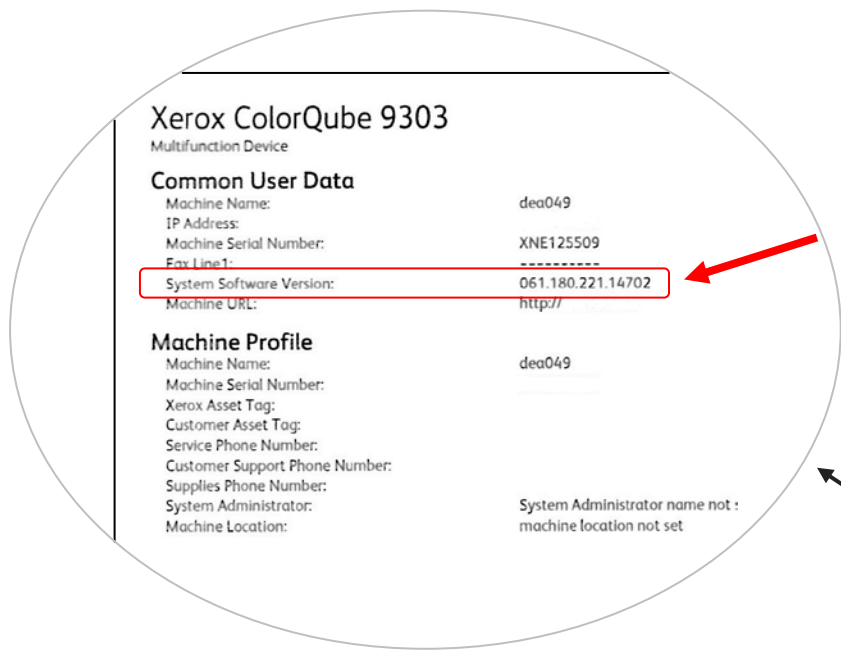 Xerox ColorQube 9303
Multifunction Device
Common User Data
Machine Name: dea049
IP Address:
Machine Serial Number: XNE125509
Fax Line1: ----------
System Software Version: 061.180.221.14702
Machine URL: http://
Machine Profile
Machine Name: dea049
Machine Serial Number:
Xerox Asset Tag:
Customer Asset Tag:
Service Phone Number:
Customer Support Phone Number:
Supplies Phone Number:
System Administrator: System Administrator name not
Machine Location: machine location not set